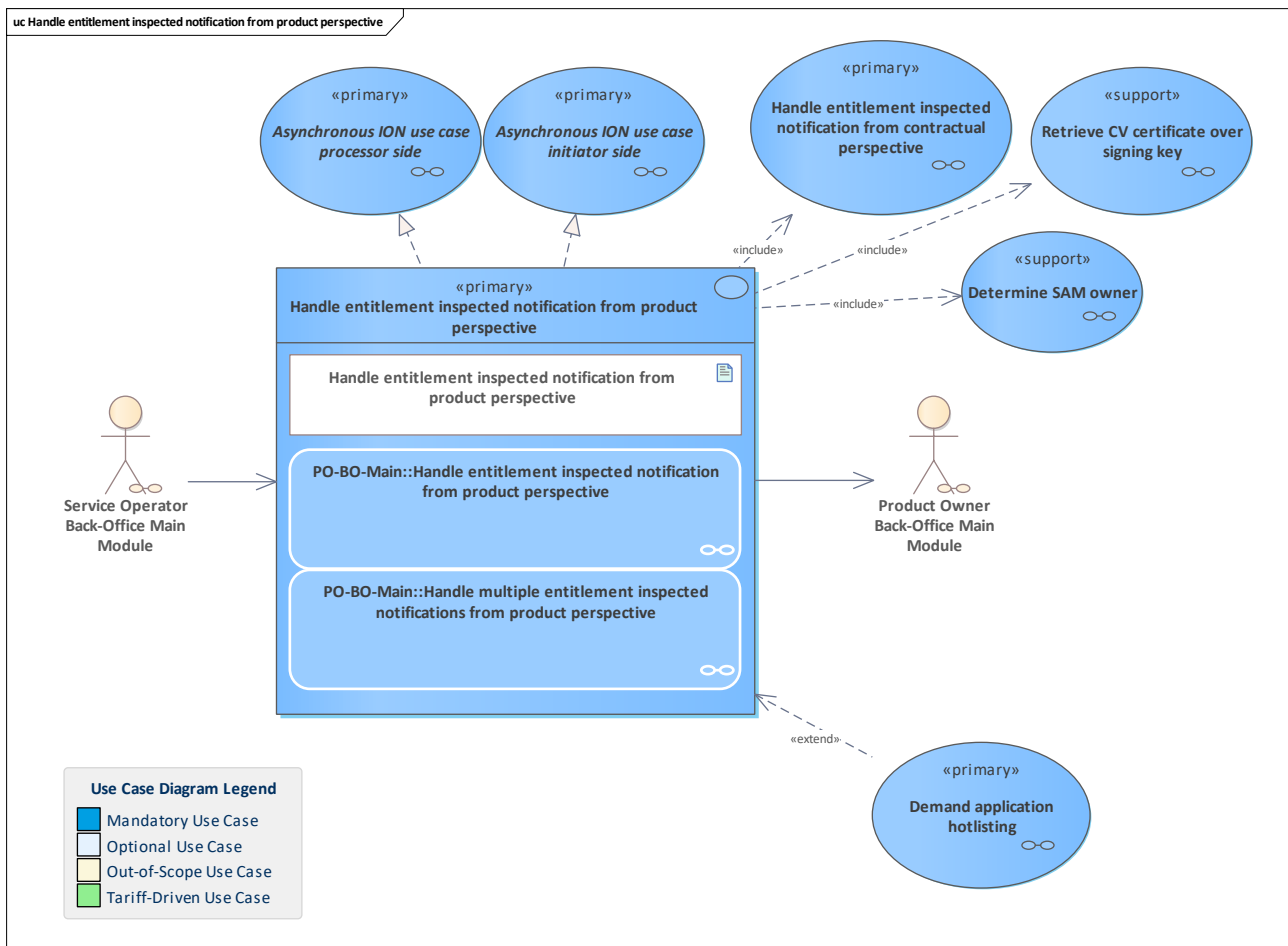 uc Handle entitlement inspected notification from product perspective
«primary»
Asynchronous ION use case
processor side
«primary»
Asynchronous ION use case
initiator side
«primary»
Handle entitlement inspected
notification from contractual
perspective
«support»
Retrieve CV certificate over
signing key
«include»
«include»
«include»
«support»
Determine SAM owner
«primary»
Handle entitlement inspected notification from product
perspective
Handle entitlement inspected notification from
product perspective
PO-BO-Main::Handle entitlement inspected notification
from product perspective
PO-BO-Main::Handle multiple entitlement inspected
notifications from product perspective
Service Operator
Back-Office Main
Module
Product Owner
Back-Office Main
Module
«extend»
«primary»
Demand application
hotlisting
Use Case Diagram Legend
Mandatory Use Case
Optional Use Case
Out-of-Scope Use Case
Tariff-Driven Use Case